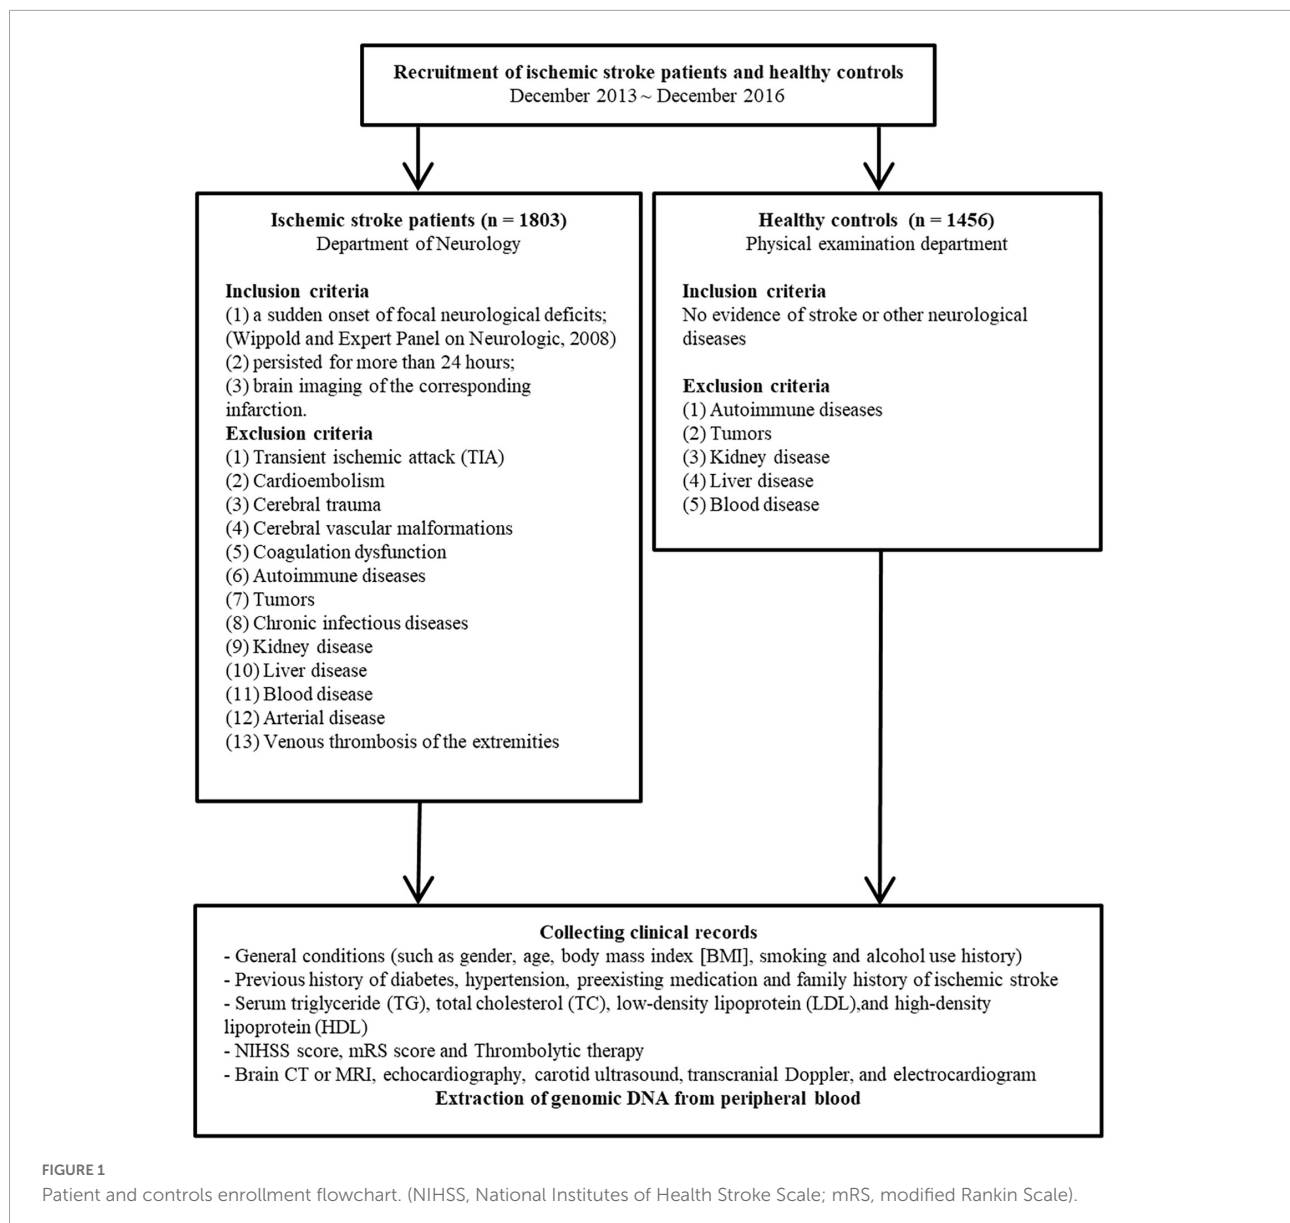 Recruitment of ischemic stroke patients and healthy controls
December 2013 ~ December 2016
Ischemic stroke patients (n = 1803)
Department of Neurology
Inclusion criteria
(1) a sudden onset of focal neurological deficits;
(Wippold and Expert Panel on Neurologic, 2008)
(2) persisted for more than 24 hours;
(3) brain imaging of the corresponding
infarction.
Exclusion criteria
(1) Transient ischemic attack (TIA)
(2) Cardioembolism
(3) Cerebral trauma
(4) Cerebral vascular malformations
(5) Coagulation dysfunction
(6) Autoimmune diseases
(7) Tumors
(8) Chronic infectious diseases
(9) Kidney disease
(10) Liver disease
(11) Blood disease
(12) Arterial disease
(13) Venous thrombosis of the extremities
Healthy controls (n = 1456)
Physical examination department
Inclusion criteria
No evidence of stroke or other neurological
diseases
Exclusion criteria
(1) Autoimmune diseases
(2) Tumors
(3) Kidney disease
(4) Liver disease
(5) Blood disease
Collecting clinical records
- General conditions (such as gender, age, body mass index [BMI], smoking and alcohol use history)
- Previous history of diabetes, hypertension, preexisting medication and family history of ischemic stroke
- Serum triglyceride (TG), total cholesterol (TC), low-density lipoprotein (LDL),and high-density
lipoprotein (HDL)
- NIHSS score, mRS score and Thrombolytic therapy
- Brain CT or MRI, echocardiography, carotid ultrasound, transcranial Doppler, and electrocardiogram
Extraction of genomic DNA from peripheral blood
FIGURE 1
Patient and controls enrollment flowchart. (NIHSS, National Institutes of Health Stroke Scale; mRS, modified Rankin Scale).